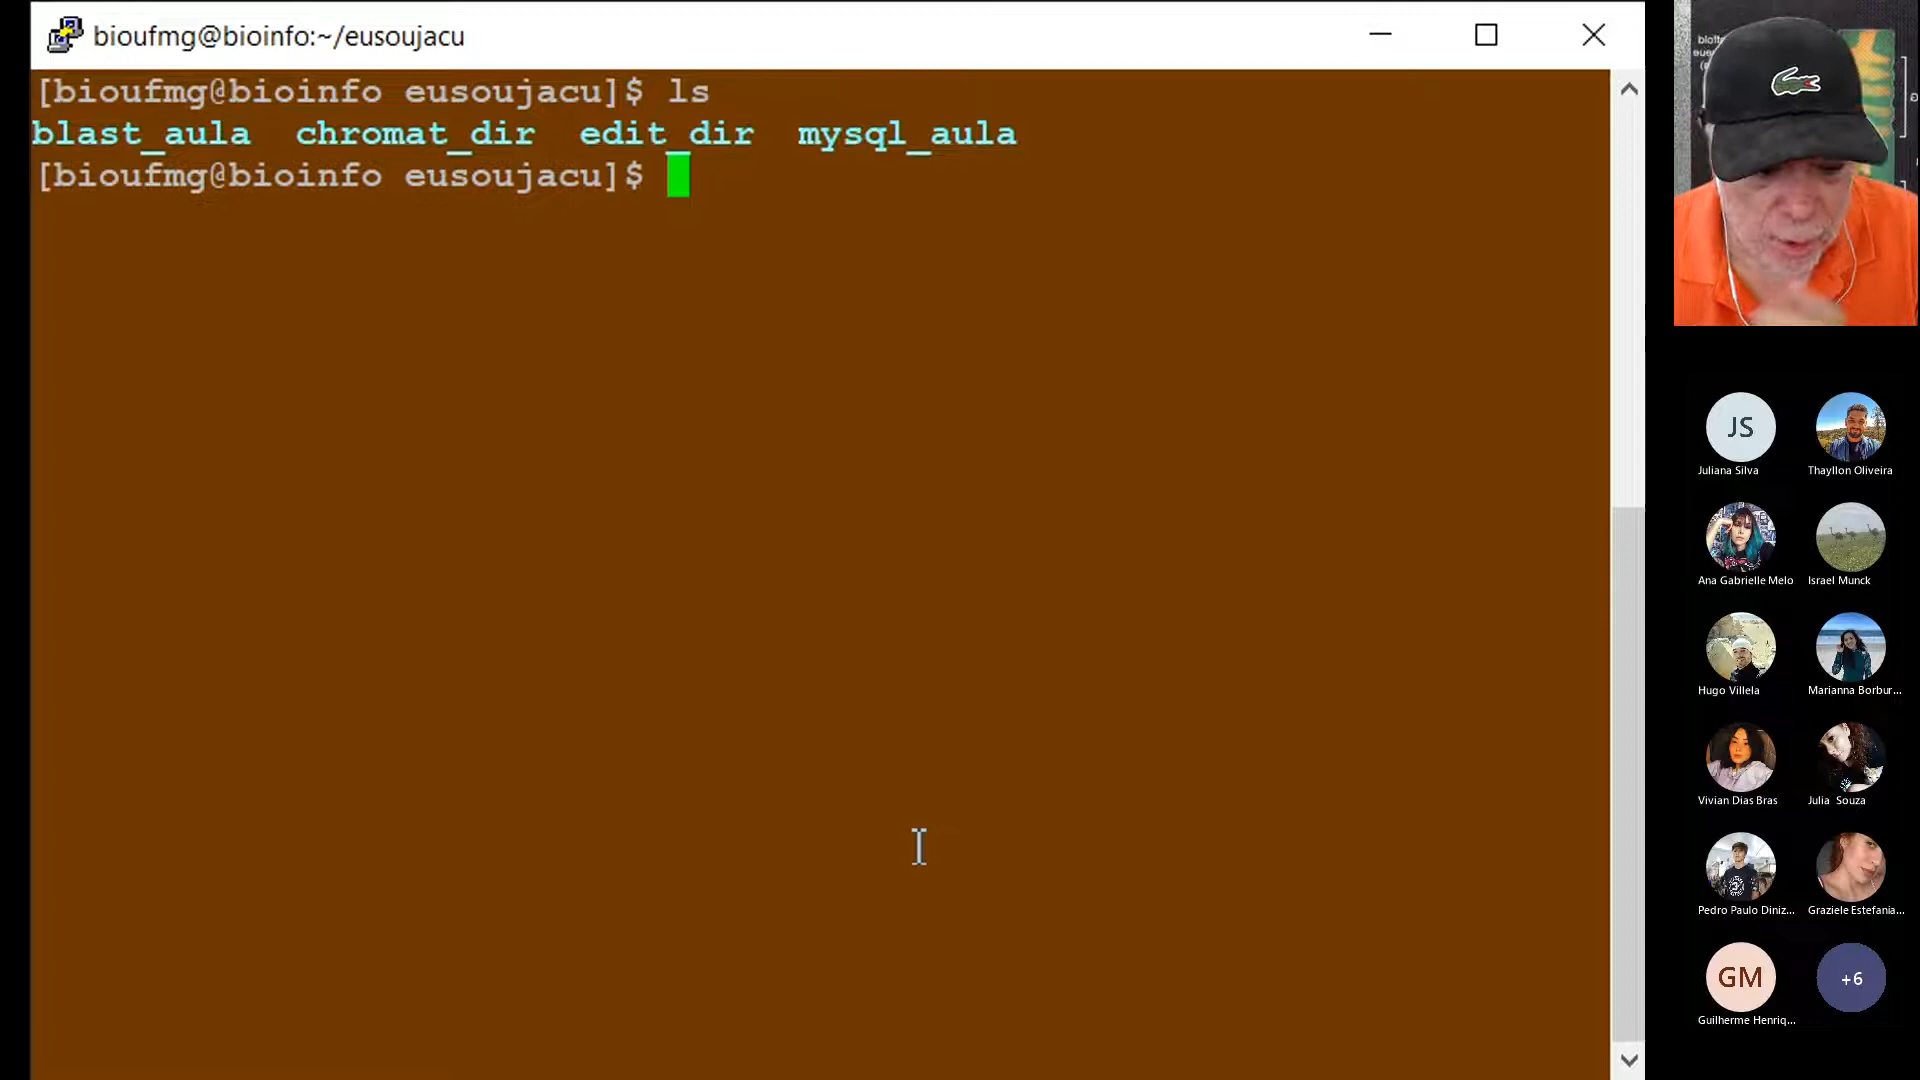 bioufmg@bioinfo:~/eusoujacu
[bioufmg@bioinfo eusoujacu]$ ls
blast_aula chromat_dir edit_dir mysql_aula
[bioufmg@bioinfo eusoujacu]$
JS
Juliana Silva
Thayllon Oliveira
Ana Gabrielle Melo
Israel Munck
Hugo Villela
Marianna Borbur...
Vivian Dias Bras
Julia Souza
Pedro Paulo Diniz...
Graziele Estefania...
GM
Guilherme Henriq...
+6